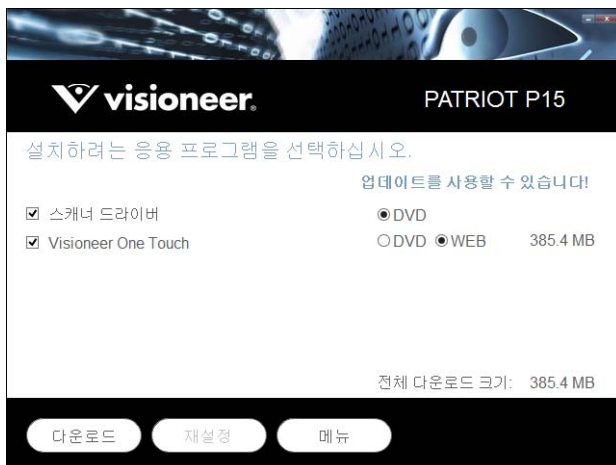 visioneer.
PATRIOT P15
설치하려는 응용 프로그램을 선택하십시오.
업데이트를 사용할 수 있습니다!
스캐너 드라이버 DVD
Visioneer One Touch DVD WEB 385.4 MB
전체 다운로드 크기: 385.4 MB
다운로드 재설정 메뉴